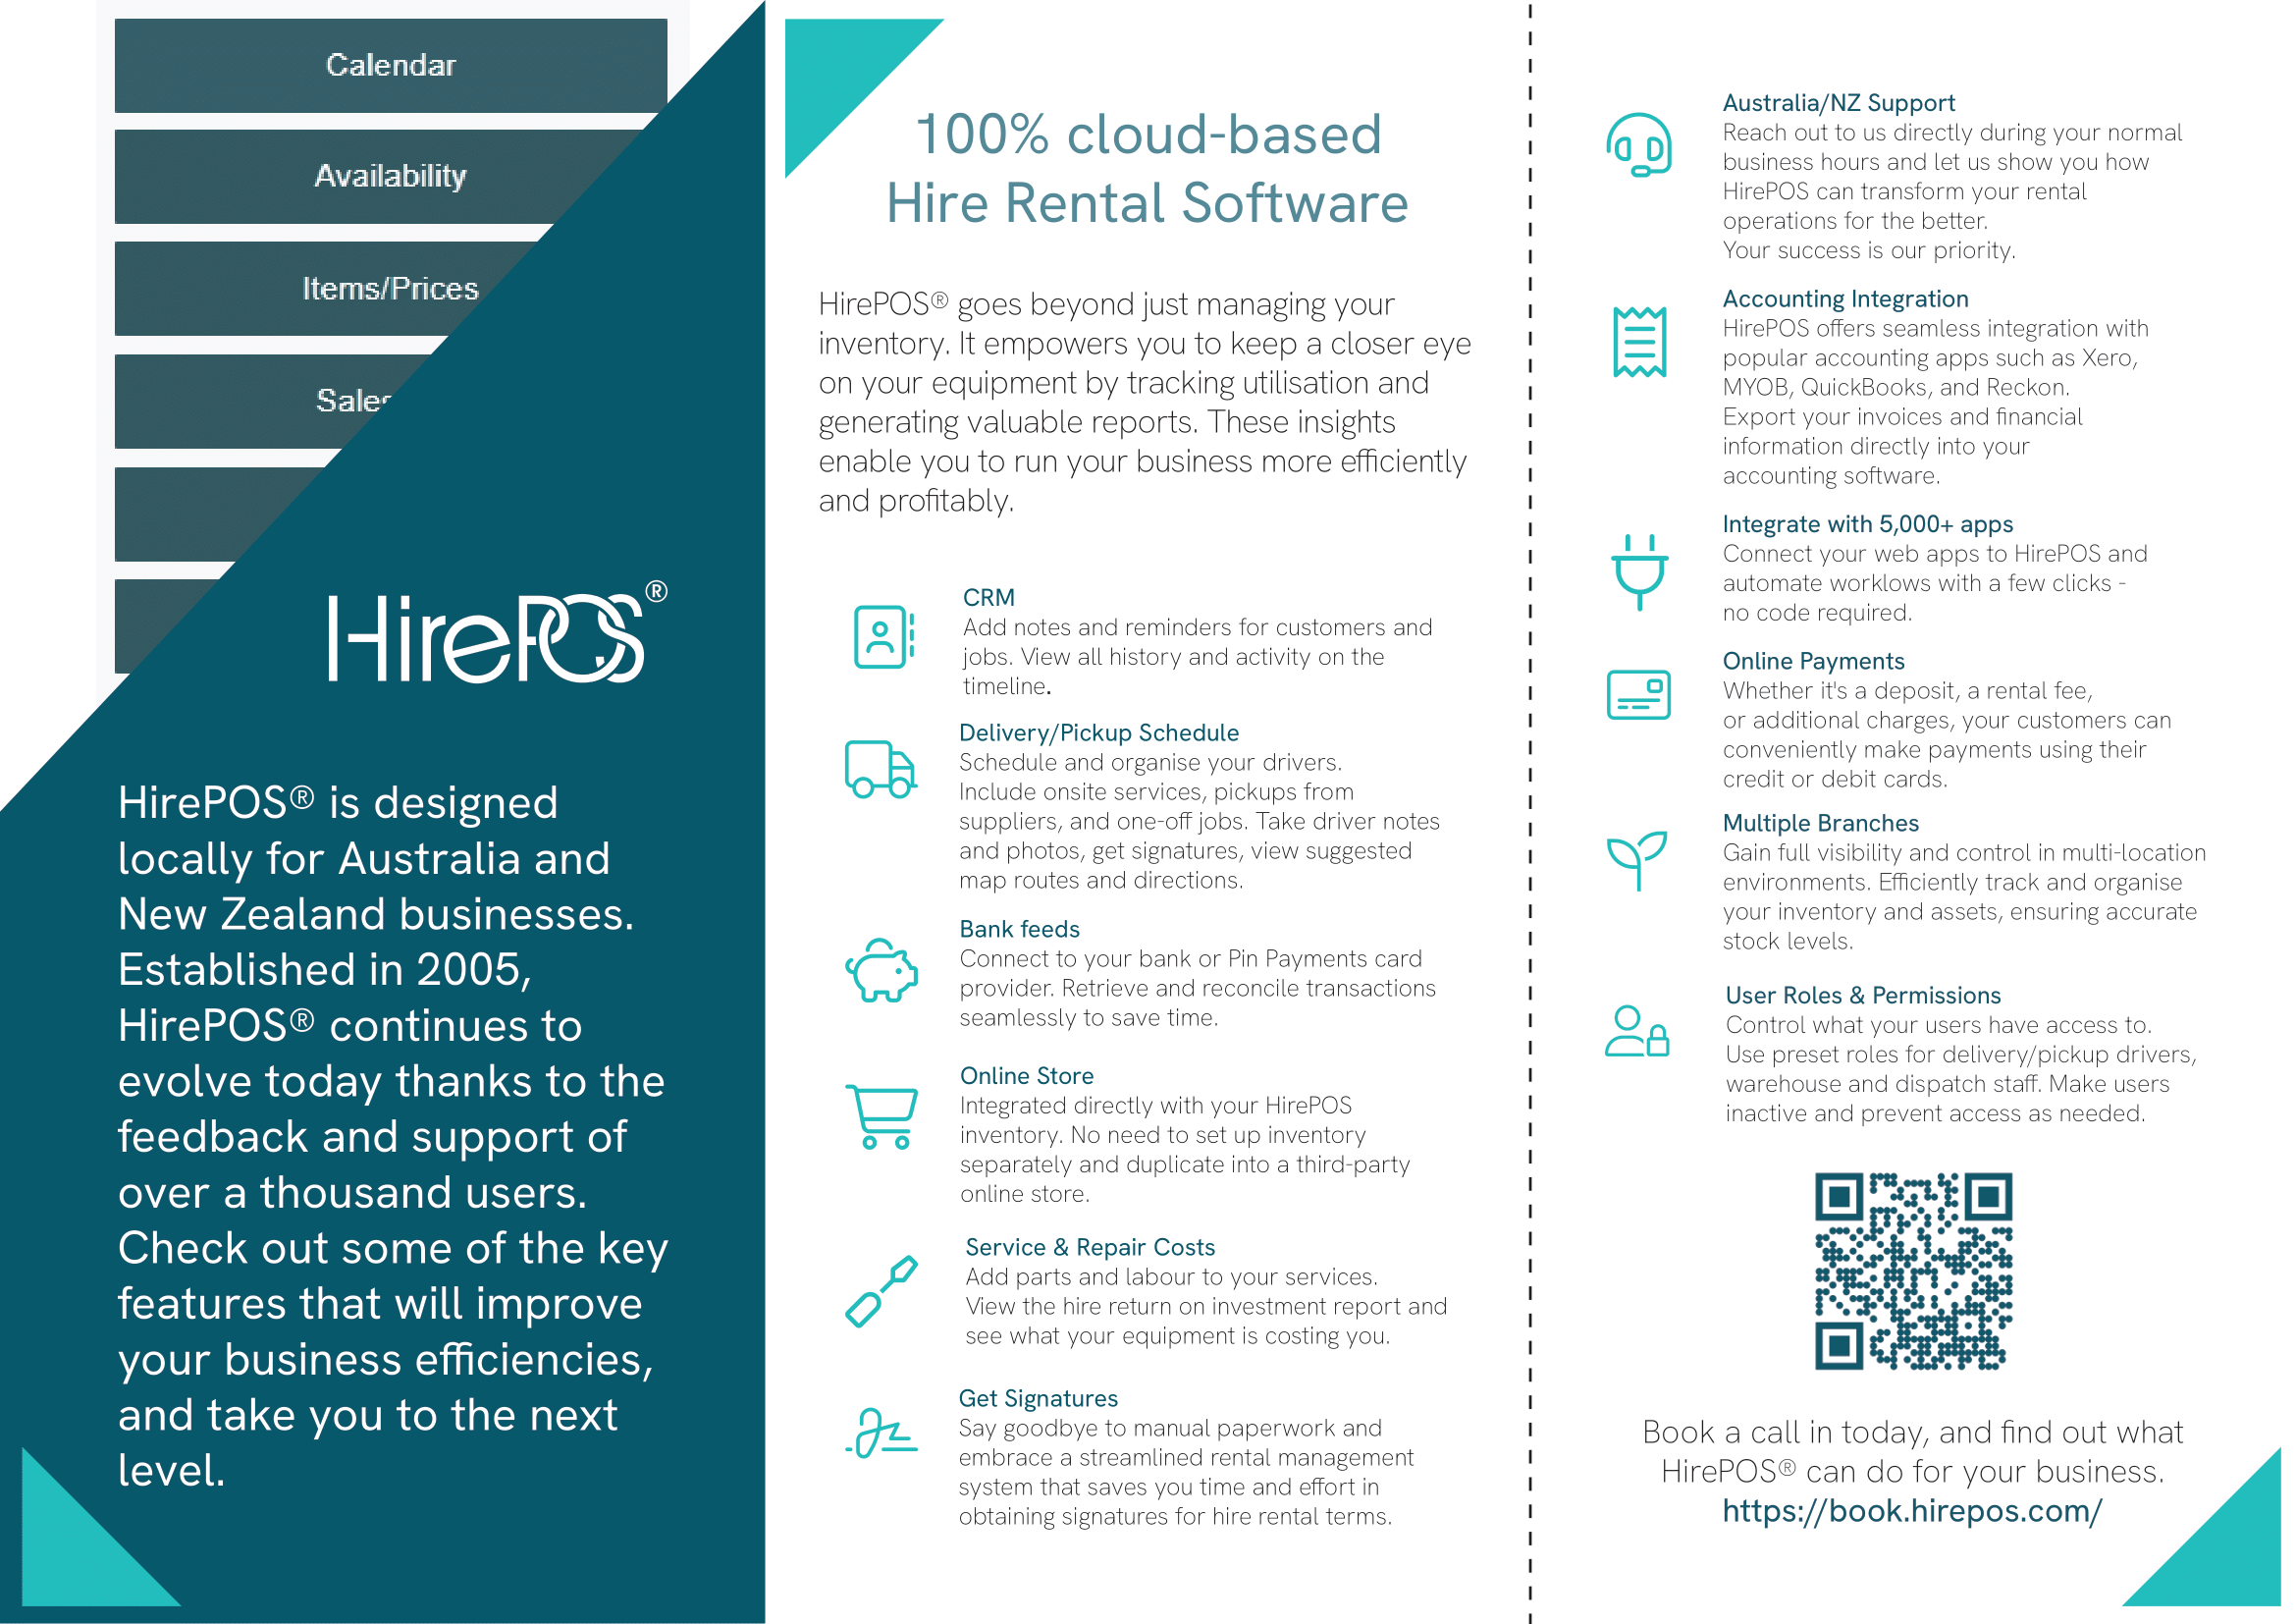 Calendar
Availability
Items/Prices
Sales
HirePOS®
HirePOS® is designed
locally for Australia and
New Zealand businesses.
Established in 2005,
HirePOS® continues to
evolve today thanks to the
feedback and support of
over a thousand users.
Check out some of the key
features that will improve
your business efficiencies,
and take you to the next
level.
100% cloud-based
Hire Rental Software
HirePOS® goes beyond just managing your
inventory. It empowers you to keep a closer eye
on your equipment by tracking utilisation and
generating valuable reports. These insights
enable you to run your business more efficiently
and profitably.
CRM
Add notes and reminders for customers and
jobs. View all history and activity on the
timeline.
Delivery/Pickup Schedule
Schedule and organise your drivers.
Include onsite services, pickups from
suppliers, and one-off jobs. Take driver notes
and photos, get signatures, view suggested
map routes and directions.
Bank feeds
Connect to your bank or Pin Payments card
provider. Retrieve and reconcile transactions
seamlessly to save time.
Online Store
Integrated directly with your HirePOS
inventory. No need to set up inventory
separately and duplicate into a third-party
online store.
Service & Repair Costs
Add parts and labour to your services.
View the hire return on investment report and
see what your equipment is costing you.
Get Signatures
Say goodbye to manual paperwork and
embrace a streamlined rental management
system that saves you time and effort in
obtaining signatures for hire rental terms.
Australia/NZ Support
Reach out to us directly during your normal
business hours and let us show you how
HirePOS can transform your rental
operations for the better.
Your success is our priority.
Accounting Integration
HirePOS offers seamless integration with
popular accounting apps such as Xero,
MYOB, QuickBooks, and Reckon.
Export your invoices and financial
information directly into your
accounting software.
Integrate with 5,000+ apps
Connect your web apps to HirePOS and
automate worklows with a few clicks -
no code required.
Online Payments
Whether it's a deposit, a rental fee,
or additional charges, your customers can
conveniently make payments using their
credit or debit cards.
Multiple Branches
Gain full visibility and control in multi-location
environments. Efficiently track and organise
your inventory and assets, ensuring accurate
stock levels.
User Roles & Permissions
Control what your users have access to.
Use preset roles for delivery/pickup drivers,
warehouse and dispatch staff. Make users
inactive and prevent access as needed.
Book a call in today, and find out what
HirePOS® can do for your business.
https://book.hirepos.com/